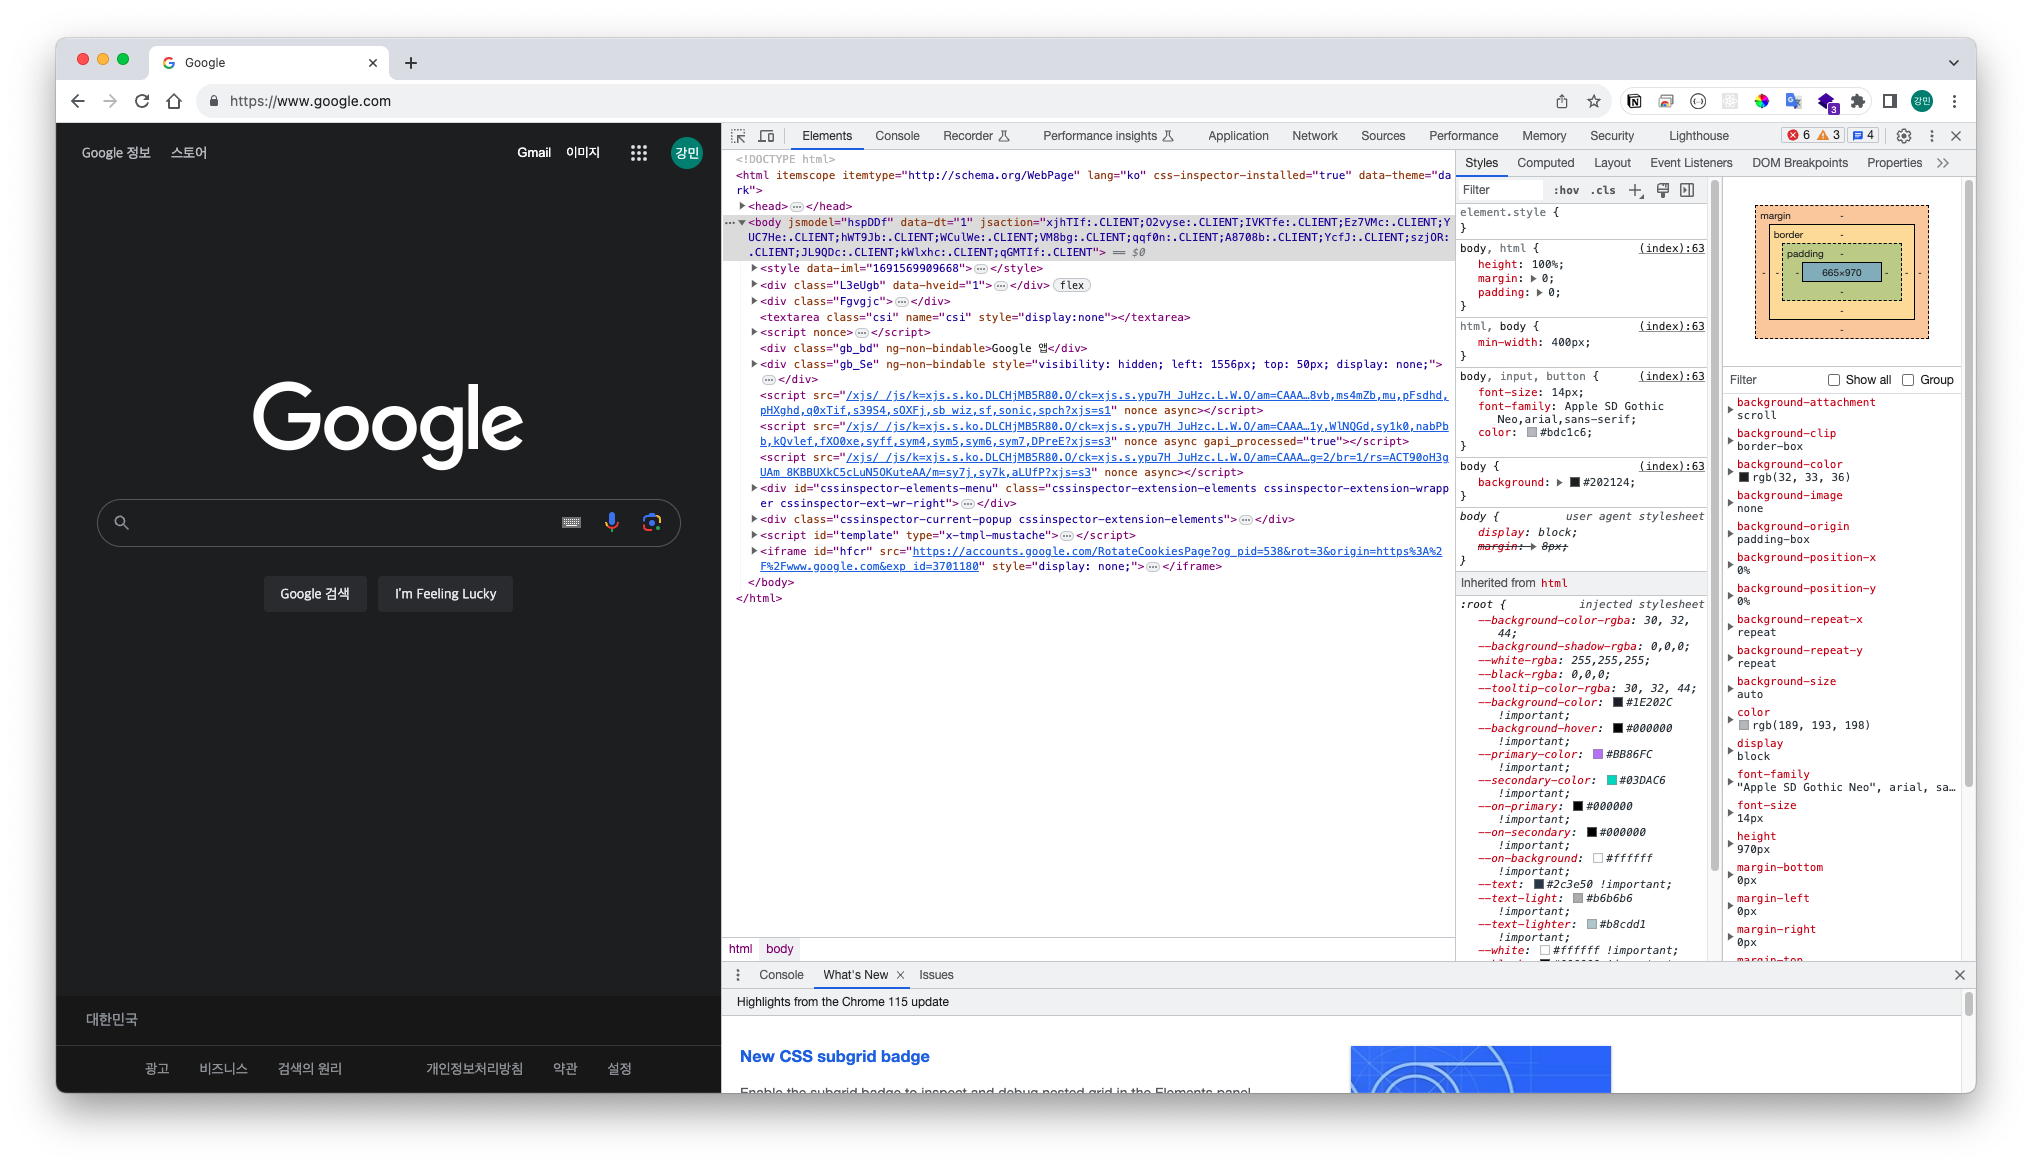 Google
https://www.google.com
3
강민
Google 정보 스토어 Gmail 이미지 강민
Google
Google 검색 I'm Feeling Lucky
대한민국
광고 비즈니스 검색의 원리 개인정보처리방침 약관 설정
Elements Console Recorder Performance insights Application Network Sources Performance Memory Security Lighthouse 6 3 4
<!DOCTYPE html>
<html itemscope itemtype="http://schema.org/WebPage" lang="ko" css-inspector-installed="true" data-theme="da
rk">
<head>…</head>
…<body jsmodel="hspDDf" data-dt="1" jsaction="xjhTIf:.CLIENT;O2vyse:.CLIENT;IVKTfe:.CLIENT;Ez7VMc:.CLIENT;Y
UC7He:.CLIENT;hWT9Jb:.CLIENT;WCulWe:.CLIENT;VM8bg:.CLIENT;qqf0n:.CLIENT;A8708b:.CLIENT;YcfJ:.CLIENT;szjOR:
.CLIENT;JL9QDc:.CLIENT;kWlxhc:.CLIENT;qGMTIf:.CLIENT"> == $0
<style data-iml="1691569909668">…</style>
<div class="L3eUgb" data-hveid="1">…</div> flex
<div class="Fgvgjc">…</div>
<textarea class="csi" name="csi" style="display:none"></textarea>
<script nonce>…</script>
<div class="gb_bd" ng-non-bindable>Google 앱</div>
<div class="gb_Se" ng-non-bindable style="visibility: hidden; left: 1556px; top: 50px; display: none;">
…</div>
<script src="/xjs/_/js/k=xjs.s.ko.DLCHjMB5R80.O/ck=xjs.s.ypu7H_JuHzc.L.W.O/am=CAAA…8vb,ms4mZb,mu,pFsdhd,
pHXghd,q0xTif,s39S4,sOXFj,sb_wiz,sf,sonic,spch?xjs=s1" nonce async></script>
<script src="/xjs/_/js/k=xjs.s.ko.DLCHjMB5R80.O/ck=xjs.s.ypu7H_JuHzc.L.W.O/am=CAAA…1y,WlNQGd,sy1k0,nabPb
b,kQvlef,fXO0xe,syff,sym4,sym5,sym6,sym7,DPreE?xjs=s3" nonce async gapi_processed="true"></script>
<script src="/xjs/_/js/k=xjs.s.ko.DLCHjMB5R80.O/ck=xjs.s.ypu7H_JuHzc.L.W.O/am=CAAA…g=2/br=1/rs=ACT90oH3g
UAm_8KBBUXkC5cLuN5OKuteAA/m=sy7j,sy7k,aLUfP?xjs=s3" nonce async></script>
<div id="cssinspector-elements-menu" class="cssinspector-extension-elements cssinspector-extension-wrapp
er cssinspector-ext-wr-right">…</div>
<div class="cssinspector-current-popup cssinspector-extension-elements">…</div>
<script id="template" type="x-tmpl-mustache">…</script>
<iframe id="hfcr" src="https://accounts.google.com/RotateCookiesPage?og_pid=538&rot=3&origin=https%3A%2
F%2Fwww.google.com&exp_id=3701180" style="display: none;">…</iframe>
</body>
</html>
html body
Styles Computed Layout Event Listeners DOM Breakpoints Properties
Filter :hov .cls
element.style {
}
body, html { (index):63
height: 100%;
margin: 0;
padding: 0;
}
html, body { (index):63
min-width: 400px;
}
body, input, button { (index):63
font-size: 14px;
font-family: Apple SD Gothic
Neo,arial,sans-serif;
color: #bdc1c6;
}
body { (index):63
background: #202124;
}
body { user agent stylesheet
display: block;
margin: 8px;
}
Inherited from html
:root { injected stylesheet
--background-color-rgba: 30, 32,
44;
--background-shadow-rgba: 0,0,0;
--white-rgba: 255,255,255;
--black-rgba: 0,0,0;
--tooltip-color-rgba: 30, 32, 44;
--background-color: #1E202C
!important;
--background-hover: #000000
!important;
--primary-color: #BB86FC
!important;
--secondary-color: #03DAC6
!important;
--on-primary: #000000
!important;
--on-secondary: #000000
!important;
--on-background: #ffffff
!important;
--text: #2c3e50 !important;
--text-light: #b6b6b6
!important;
--text-lighter: #b8cdd1
!important;
--white: #ffffff !important;
margin -
border -
padding -
- - - 665×970 - - -
-
-
-
Filter Show all Group
background-attachment
scroll
background-clip
border-box
background-color
rgb(32, 33, 36)
background-image
none
background-origin
padding-box
background-position-x
0%
background-position-y
0%
background-repeat-x
repeat
background-repeat-y
repeat
background-size
auto
color
rgb(189, 193, 198)
display
block
font-family
"Apple SD Gothic Neo", arial, sa…
font-size
14px
height
970px
margin-bottom
0px
margin-left
0px
margin-right
0px
margin-top
Console What's New Issues
Highlights from the Chrome 115 update
New CSS subgrid badge
Enable the subgrid badge to inspect and debug nested grid in the Elements panel